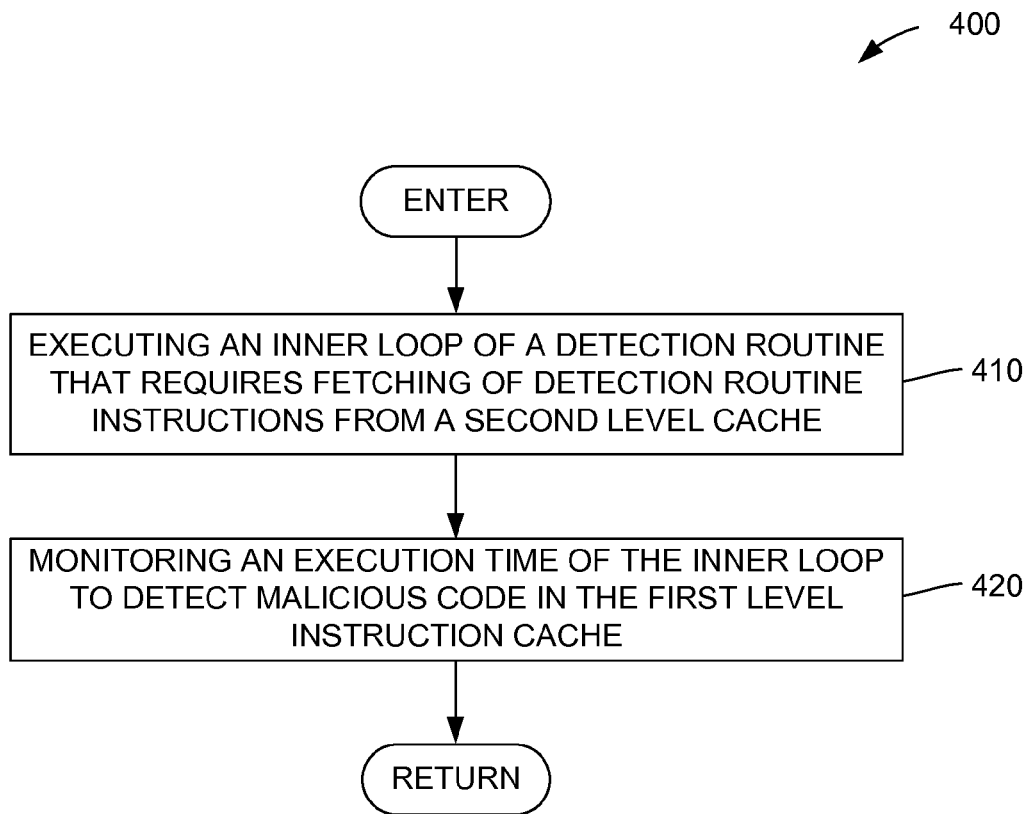 400
ENTER
EXECUTING AN INNER LOOP OF A DETECTION ROUTINE
THAT REQUIRES FETCHING OF DETECTION ROUTINE
INSTRUCTIONS FROM A SECOND LEVEL CACHE
410
MONITORING AN EXECUTION TIME OF THE INNER LOOP
TO DETECT MALICIOUS CODE IN THE FIRST LEVEL
INSTRUCTION CACHE
420
RETURN